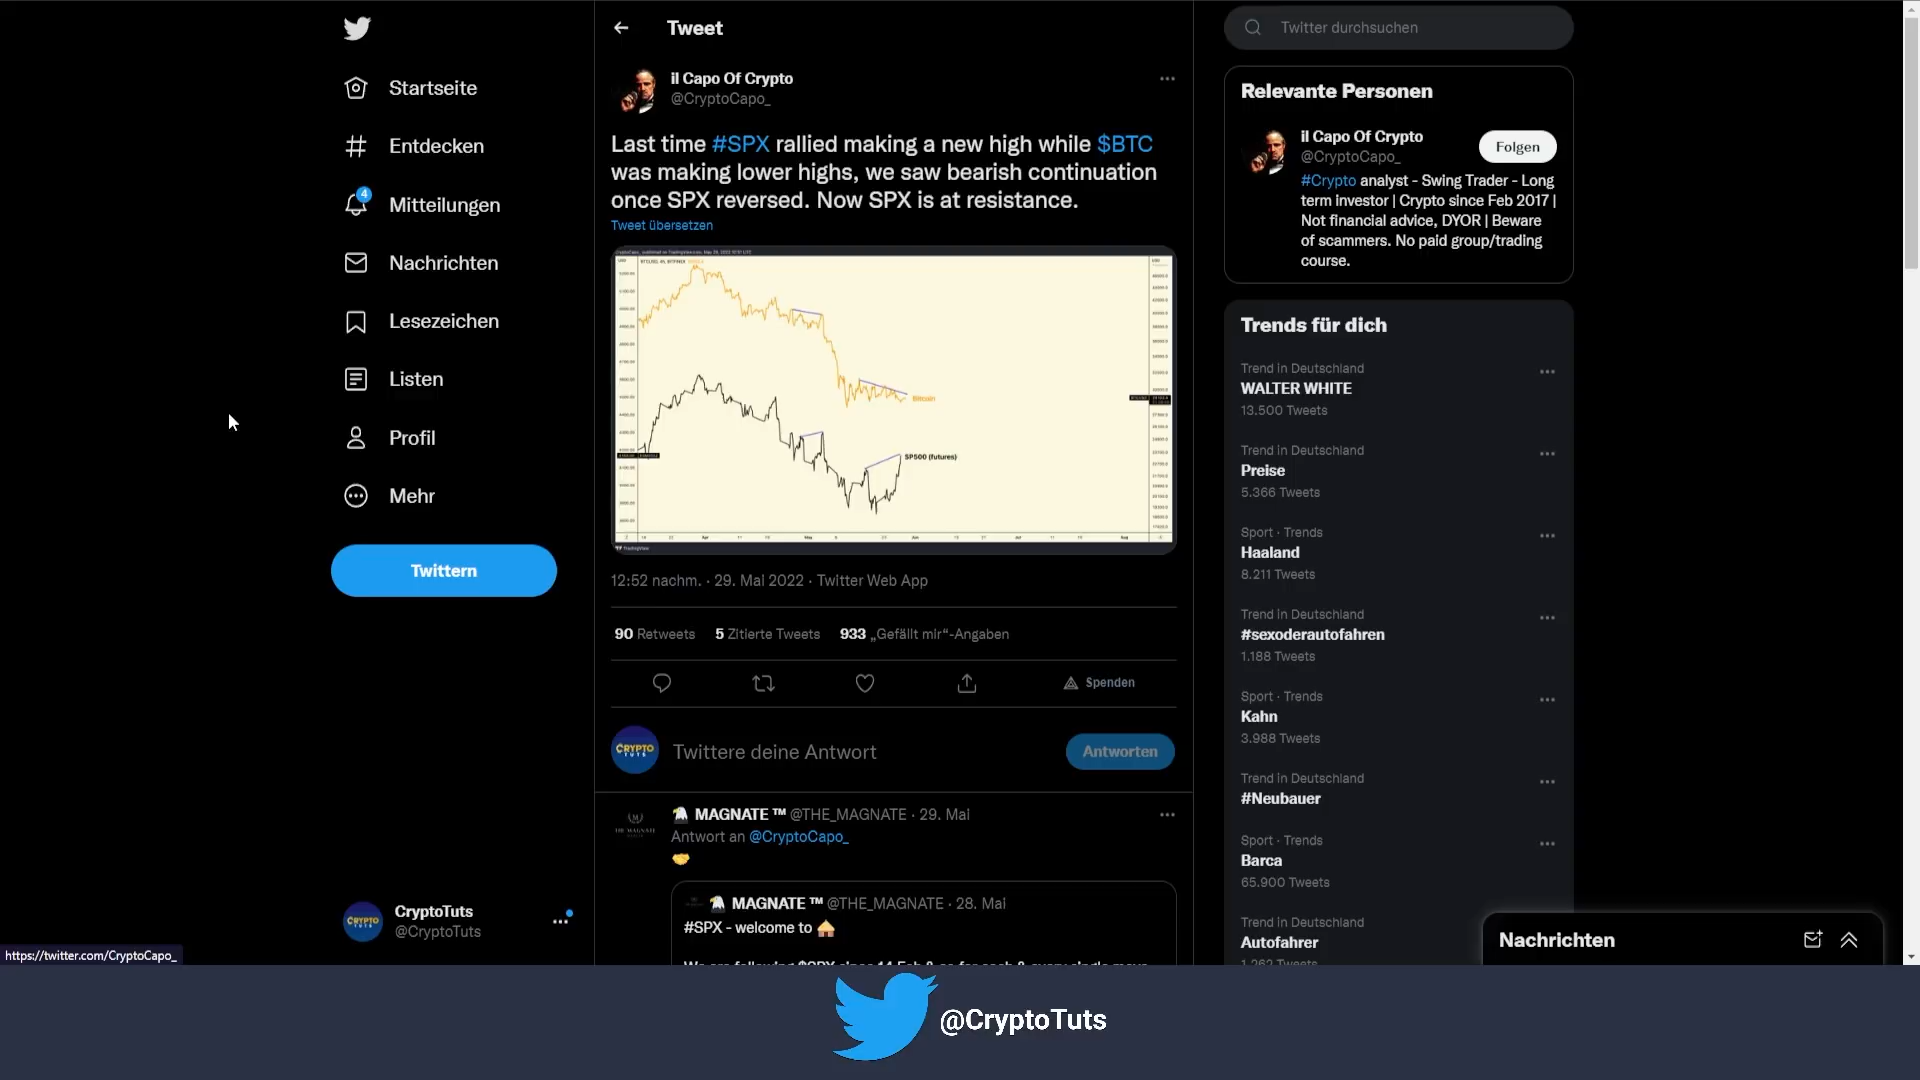 Startseite
Entdecken
4
Mitteilungen
Nachrichten
Lesezeichen
Listen
Profil
Mehr
Twittern
CryptoTuts
@CryptoTuts
https://twitter.com/CryptoCapo_
Tweet
il Capo Of Crypto
@CryptoCapo_
Last time #SPX rallied making a new high while $BTC
was making lower highs, we saw bearish continuation
once SPX reversed. Now SPX is at resistance.
Tweet übersetzen
Bitcoin
SP500 (futures)
TradingView
12:52 nachm. · 29. Mai 2022 · Twitter Web App
90 Retweets 5 Zitierte Tweets 933 „Gefällt mir“-Angaben
Spenden
CRYPTO
TUTS
Twittere deine Antwort
Antworten
MAGNATE ™ @THE_MAGNATE · 29. Mai
Antwort an @CryptoCapo_
MAGNATE ™ @THE_MAGNATE · 28. Mai
#SPX - welcome to
Twitter durchsuchen
Relevante Personen
il Capo Of Crypto
@CryptoCapo_
Folgen
#Crypto analyst - Swing Trader - Long
term investor | Crypto since Feb 2017 |
Not financial advice, DYOR | Beware
of scammers. No paid group/trading
course.
Trends für dich
Trend in Deutschland
WALTER WHITE
13.500 Tweets
Trend in Deutschland
Preise
5.366 Tweets
Sport · Trends
Haaland
8.211 Tweets
Trend in Deutschland
#sexoderautofahren
1.188 Tweets
Sport · Trends
Kahn
3.988 Tweets
Trend in Deutschland
#Neubauer
Sport · Trends
Barca
65.900 Tweets
Trend in Deutschland
Autofahrer
1.262 Tweets
Nachrichten
@CryptoTuts